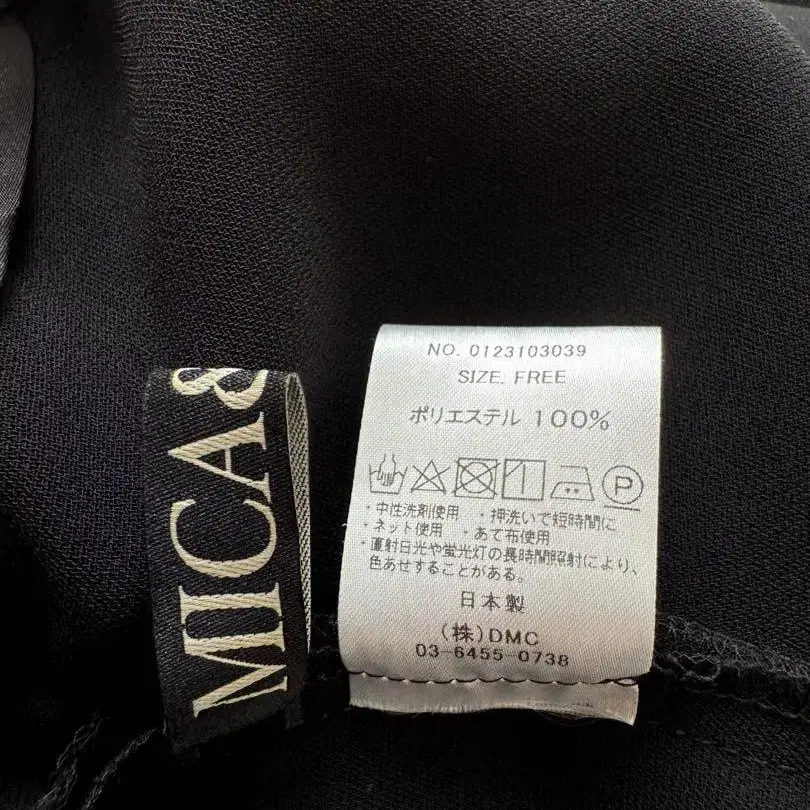 MICA&
NO. 0123103039
SIZE. FREE
ポリエステル 100%
P
・中性洗剤使用 ・押洗いで短時間に
・ネット使用 ・あて布使用
・直射日光や蛍光灯の長時間照射により、
色あせすることがある。
日本製
(株)DMC
03-6455-0738